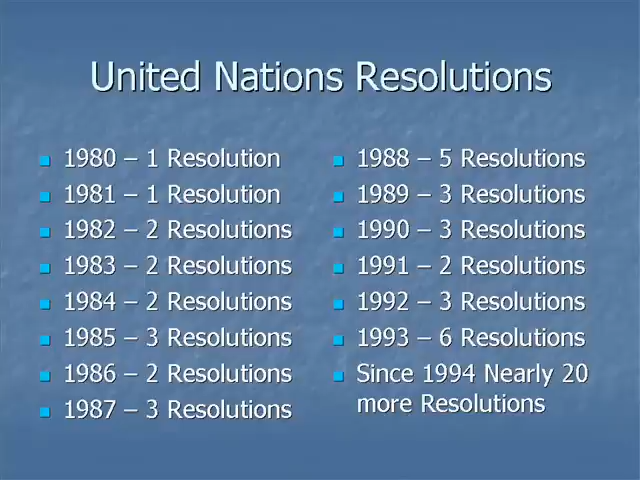 United Nations Resolutions
1980 – 1 Resolution
1981 – 1 Resolution
1982 – 2 Resolutions
1983 – 2 Resolutions
1984 – 2 Resolutions
1985 – 3 Resolutions
1986 – 2 Resolutions
1987 – 3 Resolutions
1988 – 5 Resolutions
1989 – 3 Resolutions
1990 – 3 Resolutions
1991 – 2 Resolutions
1992 – 3 Resolutions
1993 – 6 Resolutions
Since 1994 Nearly 20
more Resolutions